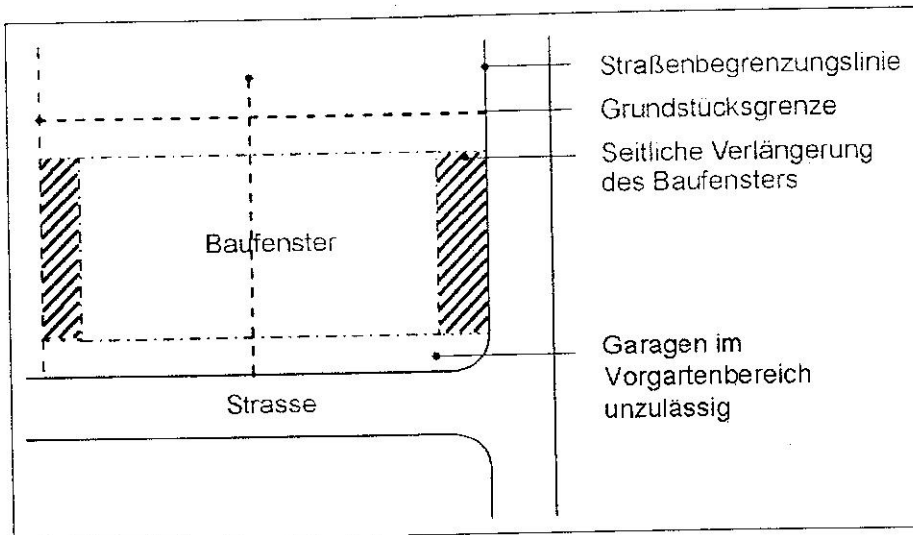 Straßenbegrenzungslinie
Grundstücksgrenze
Seitliche Verlängerung
des Baufensters
Baufenster
Garagen im
Vorgartenbereich
unzulässig
Strasse